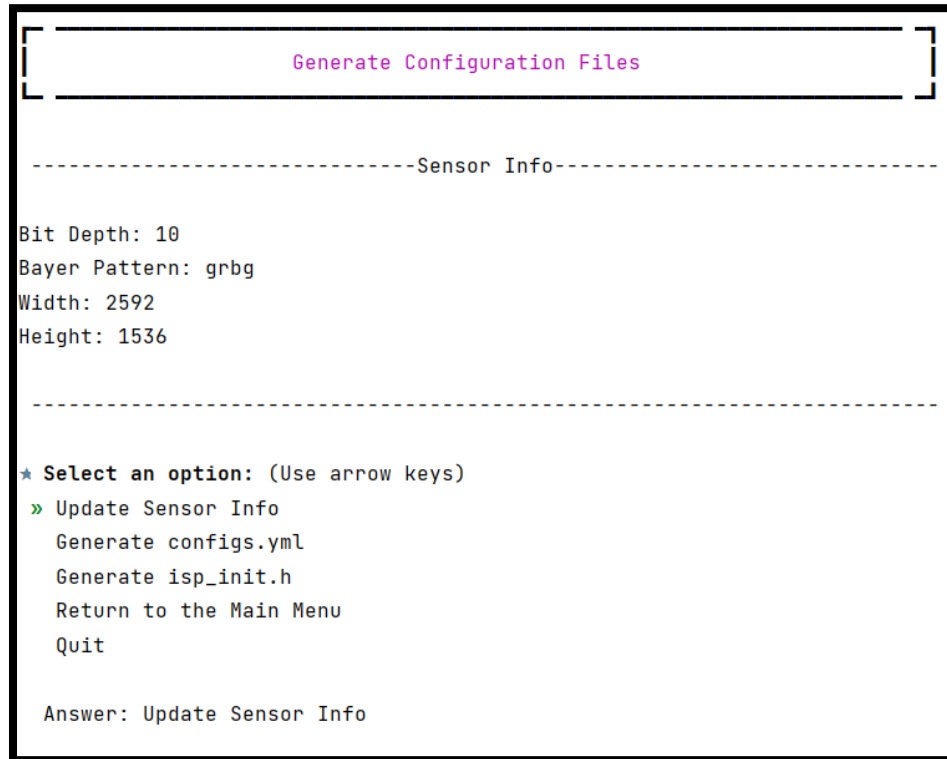 Generate Configuration Files
-------------------------------Sensor Info-------------------------------
Bit Depth: 10
Bayer Pattern: grbg
Width: 2592
Height: 1536
-------------------------------------------------------------------------
★ Select an option: (Use arrow keys)
» Update Sensor Info
Generate configs.yml
Generate isp_init.h
Return to the Main Menu
Quit
Answer: Update Sensor Info